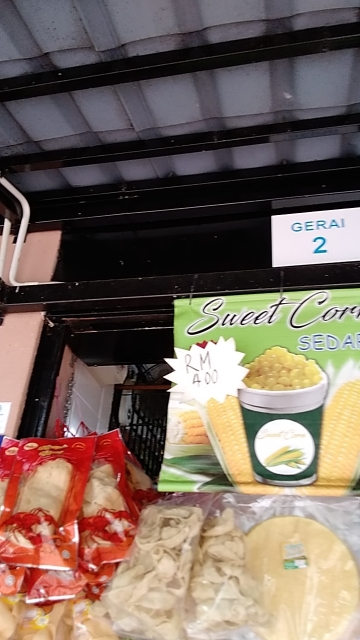 GERAI
2
Sweet Corn
SEDAP
RM
4.00
Sweet Corn